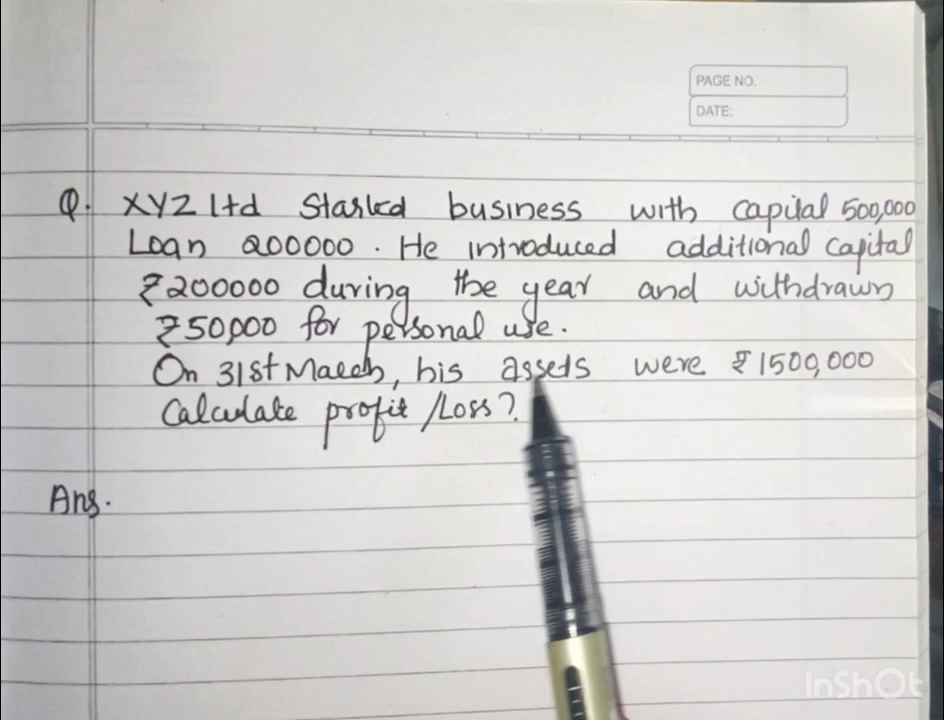 PAGE NO.
DATE:
Q. XYZ Ltd Started business with capital 500,000
Loan 200000. He introduced additional capital
₹200000 during the year and withdrawn
₹50,000 for personal use.
On 31st March, his assets were ₹1500,000
Calculate profit /Loss?
Ans.
InShOt